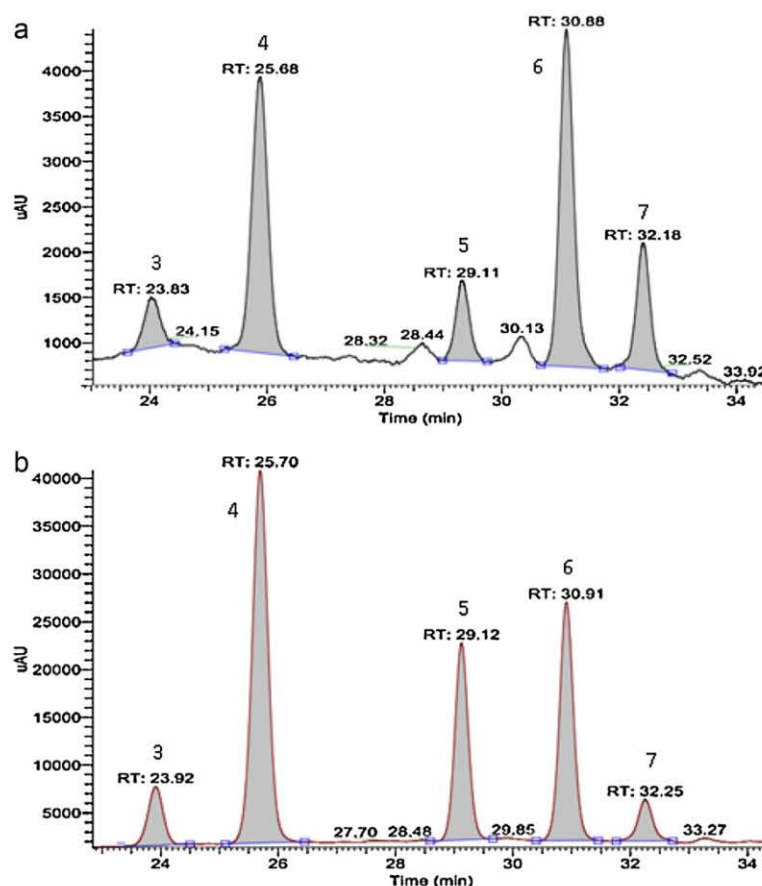 a
RT: 30.88
4
RT: 25.68
6
4000
3500
3000
2500
7
RT: 32.18
uAU
2000
5
RT: 29.11
3
RT: 23.83
1500
24.15
28.32
28.44
30.13
1000
32.52
33.92
24 26 28 30 32 34
Time (min)
b
RT: 25.70
40000
4
35000
30000
6
RT: 30.91
25000
5
RT: 29.12
uAU
20000
15000
10000
3
RT: 23.92
7
RT: 32.25
5000
27.70
28.48
29.85
33.27
24 26 28 30 32 34
Time (min)